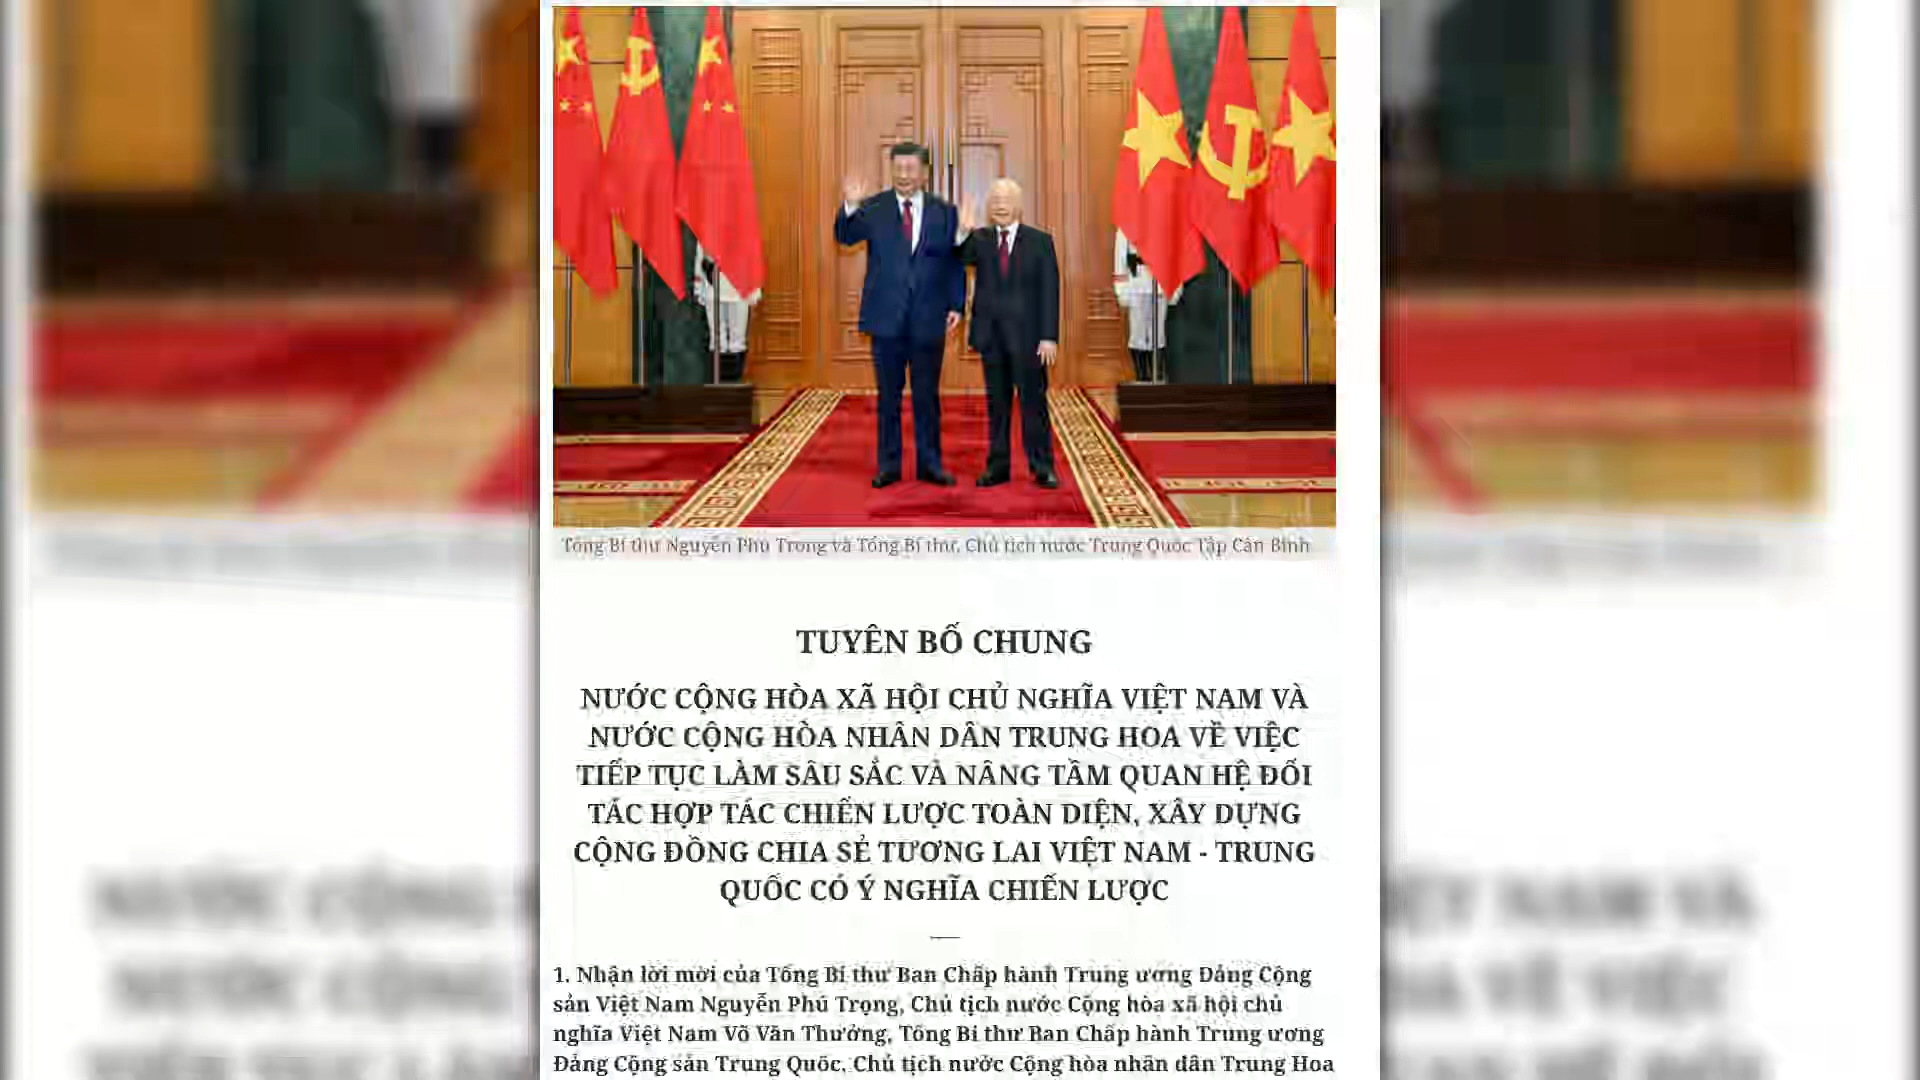 Tổng Bí thư Nguyễn Phú Trọng và Tổng Bí thư, Chủ tịch nước Trung Quốc Tập Cận Bình
TUYÊN BỐ CHUNG
NƯỚC CỘNG HÒA XÃ HỘI CHỦ NGHĨA VIỆT NAM VÀ
NƯỚC CỘNG HÒA NHÂN DÂN TRUNG HOA VỀ VIỆC
TIẾP TỤC LÀM SÂU SẮC VÀ NÂNG TẦM QUAN HỆ ĐỐI
TÁC HỢP TÁC CHIẾN LƯỢC TOÀN DIỆN, XÂY DỰNG
CỘNG ĐỒNG CHIA SẺ TƯƠNG LAI VIỆT NAM - TRUNG
QUỐC CÓ Ý NGHĨA CHIẾN LƯỢC
1. Nhận lời mời của Tổng Bí thư Ban Chấp hành Trung ương Đảng Cộng
sản Việt Nam Nguyễn Phú Trọng, Chủ tịch nước Cộng hòa xã hội chủ
nghĩa Việt Nam Võ Văn Thưởng, Tổng Bí thư Ban Chấp hành Trung ương
Đảng Cộng sản Trung Quốc, Chủ tịch nước Cộng hòa nhân dân Trung Hoa